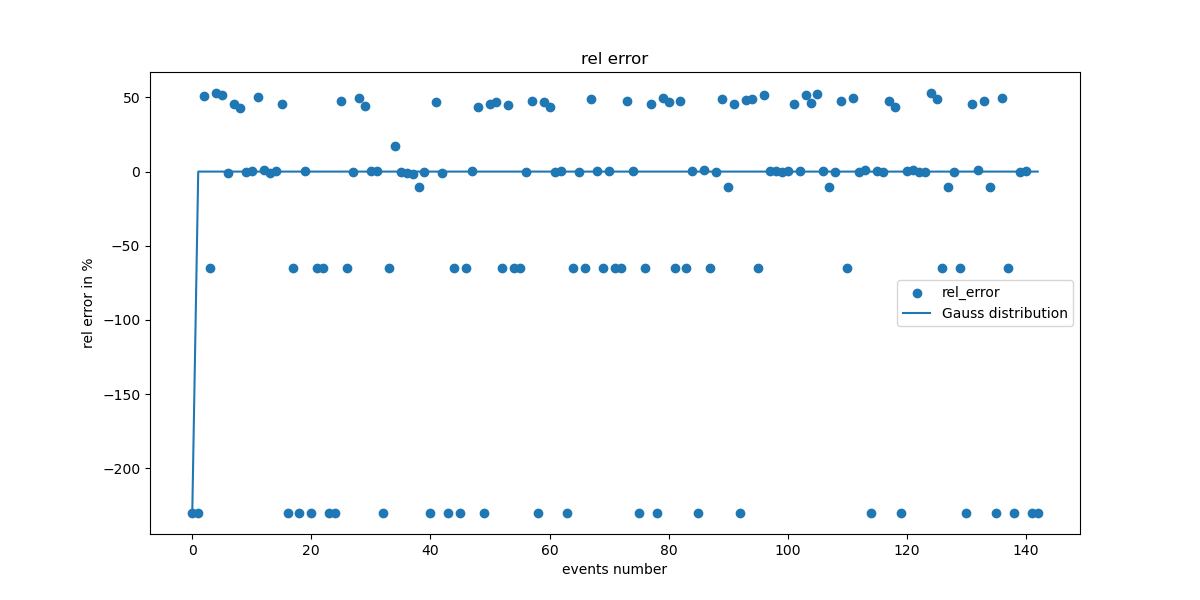 rel error
rel error in %
50
0
−50
−100
−150
−200
rel_error
Gauss distribution
0
20
40
60
80
100
120
140
events number